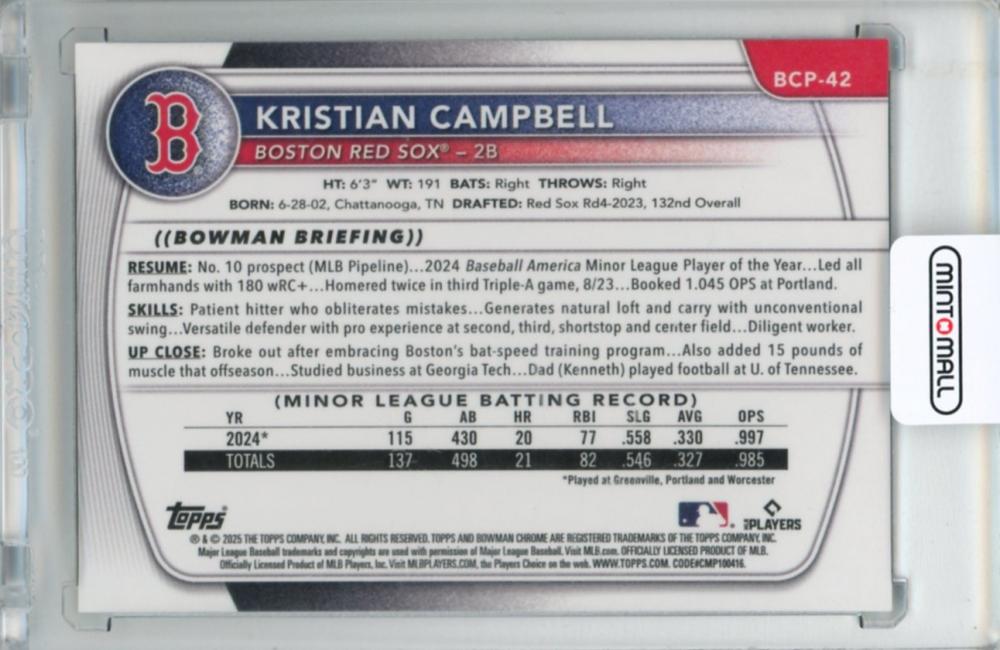 BCP-42
B
KRISTIAN CAMPBELL
BOSTON RED SOX® – 2B
HT: 6'3" WT: 191 BATS: Right THROWS: Right
BORN: 6-28-02, Chattanooga, TN DRAFTED: Red Sox Rd4-2023, 132nd Overall
((BOWMAN BRIEFING))
RESUME: No. 10 prospect (MLB Pipeline)...2024 Baseball America Minor League Player of the Year...Led all
farmhands with 180 wRC+...Homered twice in third Triple-A game, 8/23...Booked 1.045 OPS at Portland.
SKILLS: Patient hitter who obliterates mistakes...Generates natural loft and carry with unconventional
swing...Versatile defender with pro experience at second, third, shortstop and center field...Diligent worker.
UP CLOSE: Broke out after embracing Boston's bat-speed training program...Also added 15 pounds of
muscle that offseason...Studied business at Georgia Tech...Dad (Kenneth) played football at U. of Tennessee.
(MINOR LEAGUE BATTING RECORD)
YR G AB HR RBI SLG AVG OPS
2024* 115 430 20 77 .558 .330 .997
TOTALS 137 498 21 82 .546 .327 .985
*Played at Greenville, Portland and Worcester
Topps
PLAYERS
® & © 2025 THE TOPPS COMPANY, INC. ALL RIGHTS RESERVED. TOPPS AND BOWMAN CHROME ARE REGISTERED TRADEMARKS OF THE TOPPS COMPANY, INC.
Major League Baseball trademarks and copyrights are used with permission of Major League Baseball. Visit MLB.com. OFFICIALLY LICENSED PRODUCT OF MLB.
Officially Licensed Product of MLB Players, Inc. Visit MLBPLAYERS.COM, the Players Choice on the web. WWW.TOPPS.COM. CODE#CMP100416.
MINTOMALL